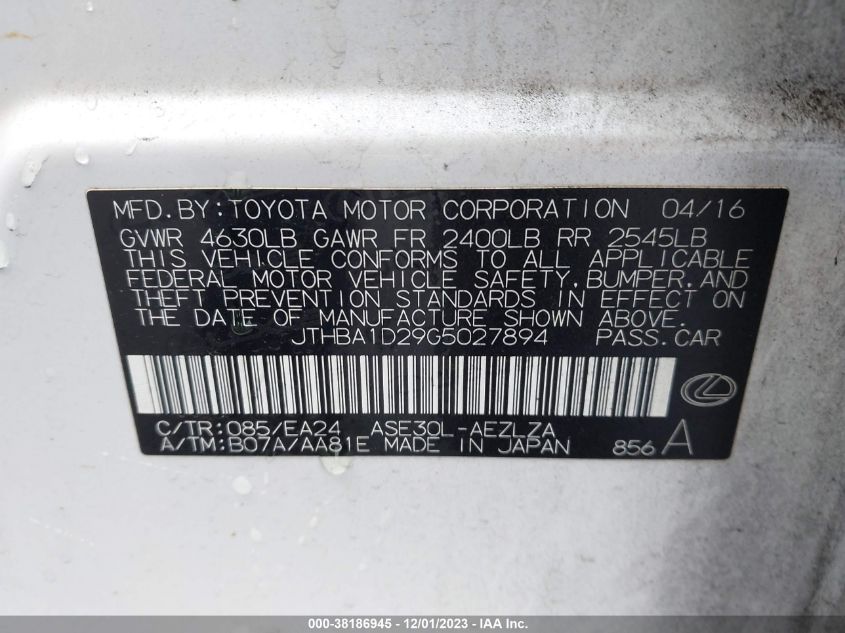 MFD.BY:TOYOTA MOTOR CORPORATION 04/16
GVWR 4630LB GAWR FR 2400LB RR 2545LB
THIS VEHICLE CONFORMS TO ALL APPLICABLE
FEDERAL MOTOR VEHICLE SAFETY,BUMPER,AND
THEFT PREVENTION STANDARDS IN EFFECT ON
THE DATE OF MANUFACTURE SHOWN ABOVE.
JTHBA1D29G5027894 PASS.CAR
C/TR:085/EA24 ASE30L-AEZLZA
A/TM:B07A/AA81E MADE IN JAPAN 856A
000-38186945 - 12/01/2023 - IAA Inc.